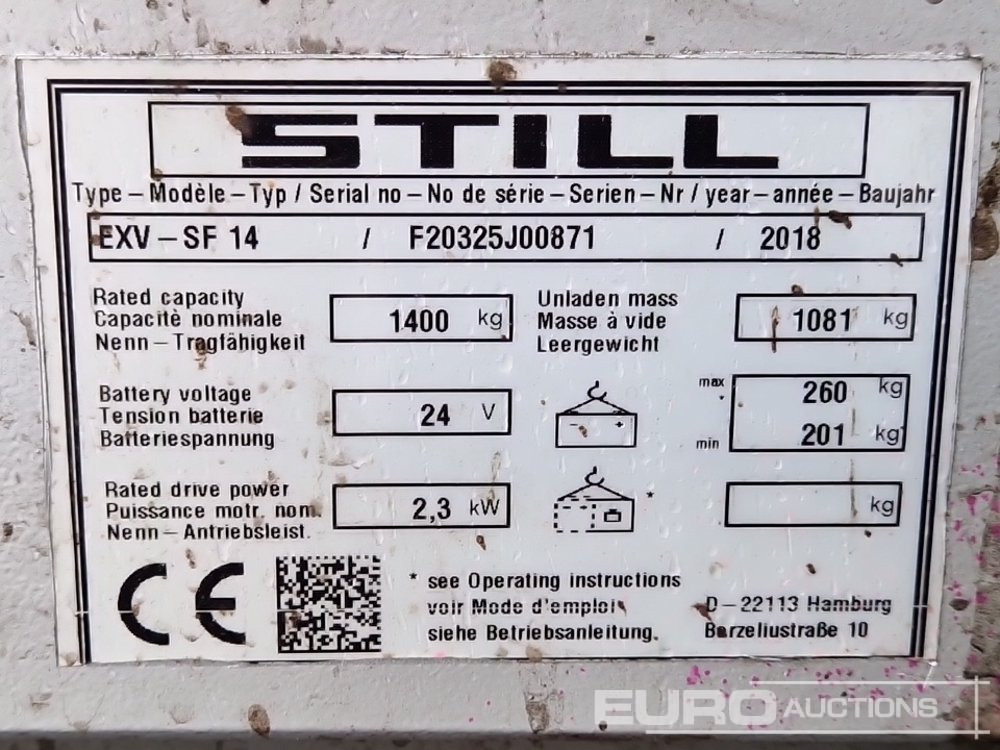 STILL
Type – Modèle – Typ / Serial no – No de série – Serien – Nr / year – année – Baujahr
EXV – SF 14 / F20325J00871 / 2018
Rated capacity
Capacitè nominale
Nenn – Tragfähigkeit
1400 kg
Unladen mass
Masse à vide
Leergewicht
1081 kg
Battery voltage
Tension batterie
Batteriespannung
24 V
- +
max 260 kg
*
min 201 kg
Rated drive power
Puissance motr. nom.
Nenn – Antriebsleist.
2,3 kW
*
kg
CE
* see Operating instructions
voir Mode d'emploi
siehe Betriebsanleitung.
D – 22113 Hamburg
Berzeliustraße 10
EURO AUCTIONS